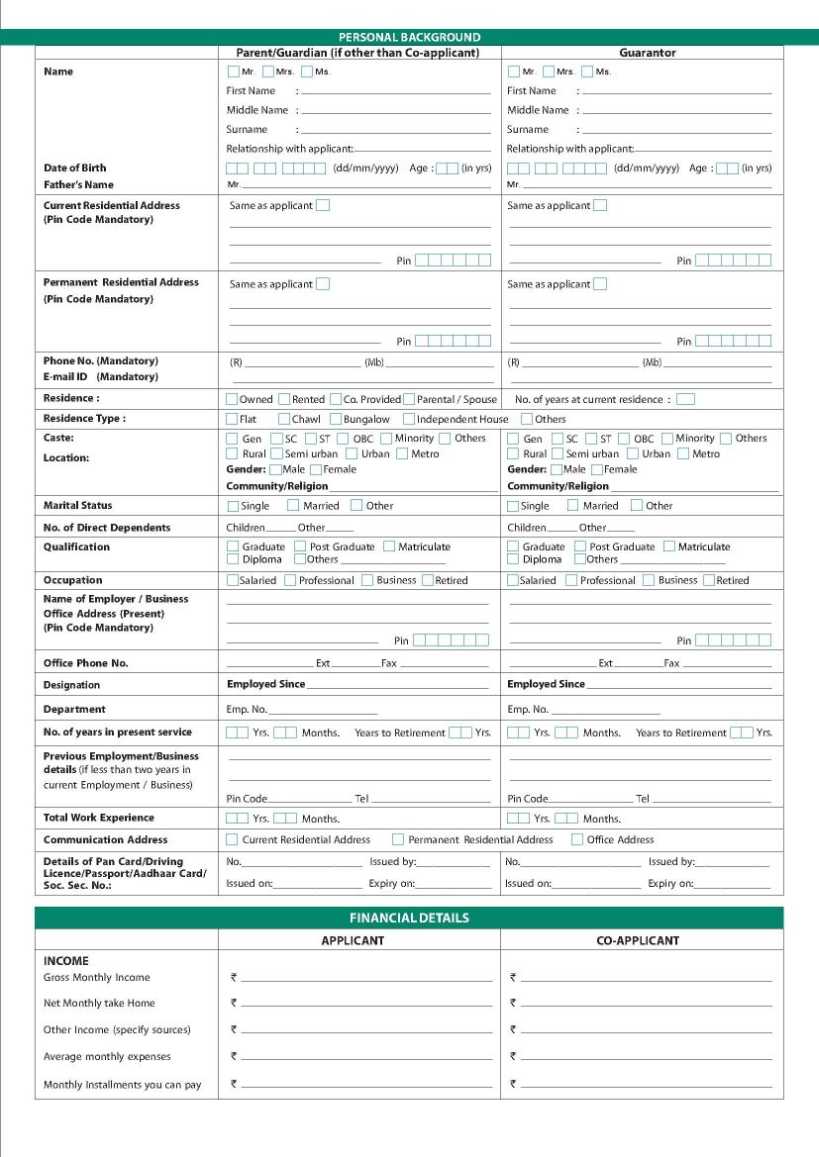 PERSONAL BACKGROUND
Parent/Guardian (if other than Co-applicant) Guarantor
Name Mr. Mrs. Ms. Mr. Mrs. Ms.
First Name : First Name :
Middle Name : Middle Name :
Surname : Surname :
Relationship with applicant: Relationship with applicant:
Date of Birth (dd/mm/yyyy) Age : (in yrs) (dd/mm/yyyy) Age : (in yrs)
Father's Name Mr. Mr.
Current Residential Address Same as applicant Same as applicant
(Pin Code Mandatory)
Pin Pin
Permanent Residential Address Same as applicant Same as applicant
(Pin Code Mandatory)
Pin Pin
Phone No. (Mandatory) (R) (Mb) (R) (Mb)
E-mail ID (Mandatory)
Residence : Owned Rented Co. Provided Parental / Spouse No. of years at current residence :
Residence Type : Flat Chawl Bungalow Independent House Others
Caste: Gen SC ST OBC Minority Others Gen SC ST OBC Minority Others
Location: Rural Semi urban Urban Metro Rural Semi urban Urban Metro
Gender: Male Female Gender: Male Female
Community/Religion Community/Religion
Marital Status Single Married Other Single Married Other
No. of Direct Dependents Children Other Children Other
Qualification Graduate Post Graduate Matriculate Graduate Post Graduate Matriculate
Diploma Others Diploma Others
Occupation Salaried Professional Business Retired Salaried Professional Business Retired
Name of Employer / Business
Office Address (Present)
(Pin Code Mandatory)
Pin Pin
Office Phone No. Ext Fax Ext Fax
Designation Employed Since Employed Since
Department Emp. No. Emp. No.
No. of years in present service Yrs. Months. Years to Retirement Yrs. Yrs. Months. Years to Retirement Yrs.
Previous Employment/Business
details (if less than two years in
current Employment / Business)
Pin Code Tel Pin Code Tel
Total Work Experience Yrs. Months. Yrs. Months.
Communication Address Current Residential Address Permanent Residential Address Office Address
Details of Pan Card/Driving No. Issued by: No. Issued by:
Licence/Passport/Aadhaar Card/
Soc. Sec. No.: Issued on: Expiry on: Issued on: Expiry on:
FINANCIAL DETAILS
APPLICANT CO-APPLICANT
INCOME
Gross Monthly Income ₹ ₹
Net Monthly take Home ₹ ₹
Other Income (specify sources) ₹ ₹
Average monthly expenses ₹ ₹
Monthly Installments you can pay ₹ ₹